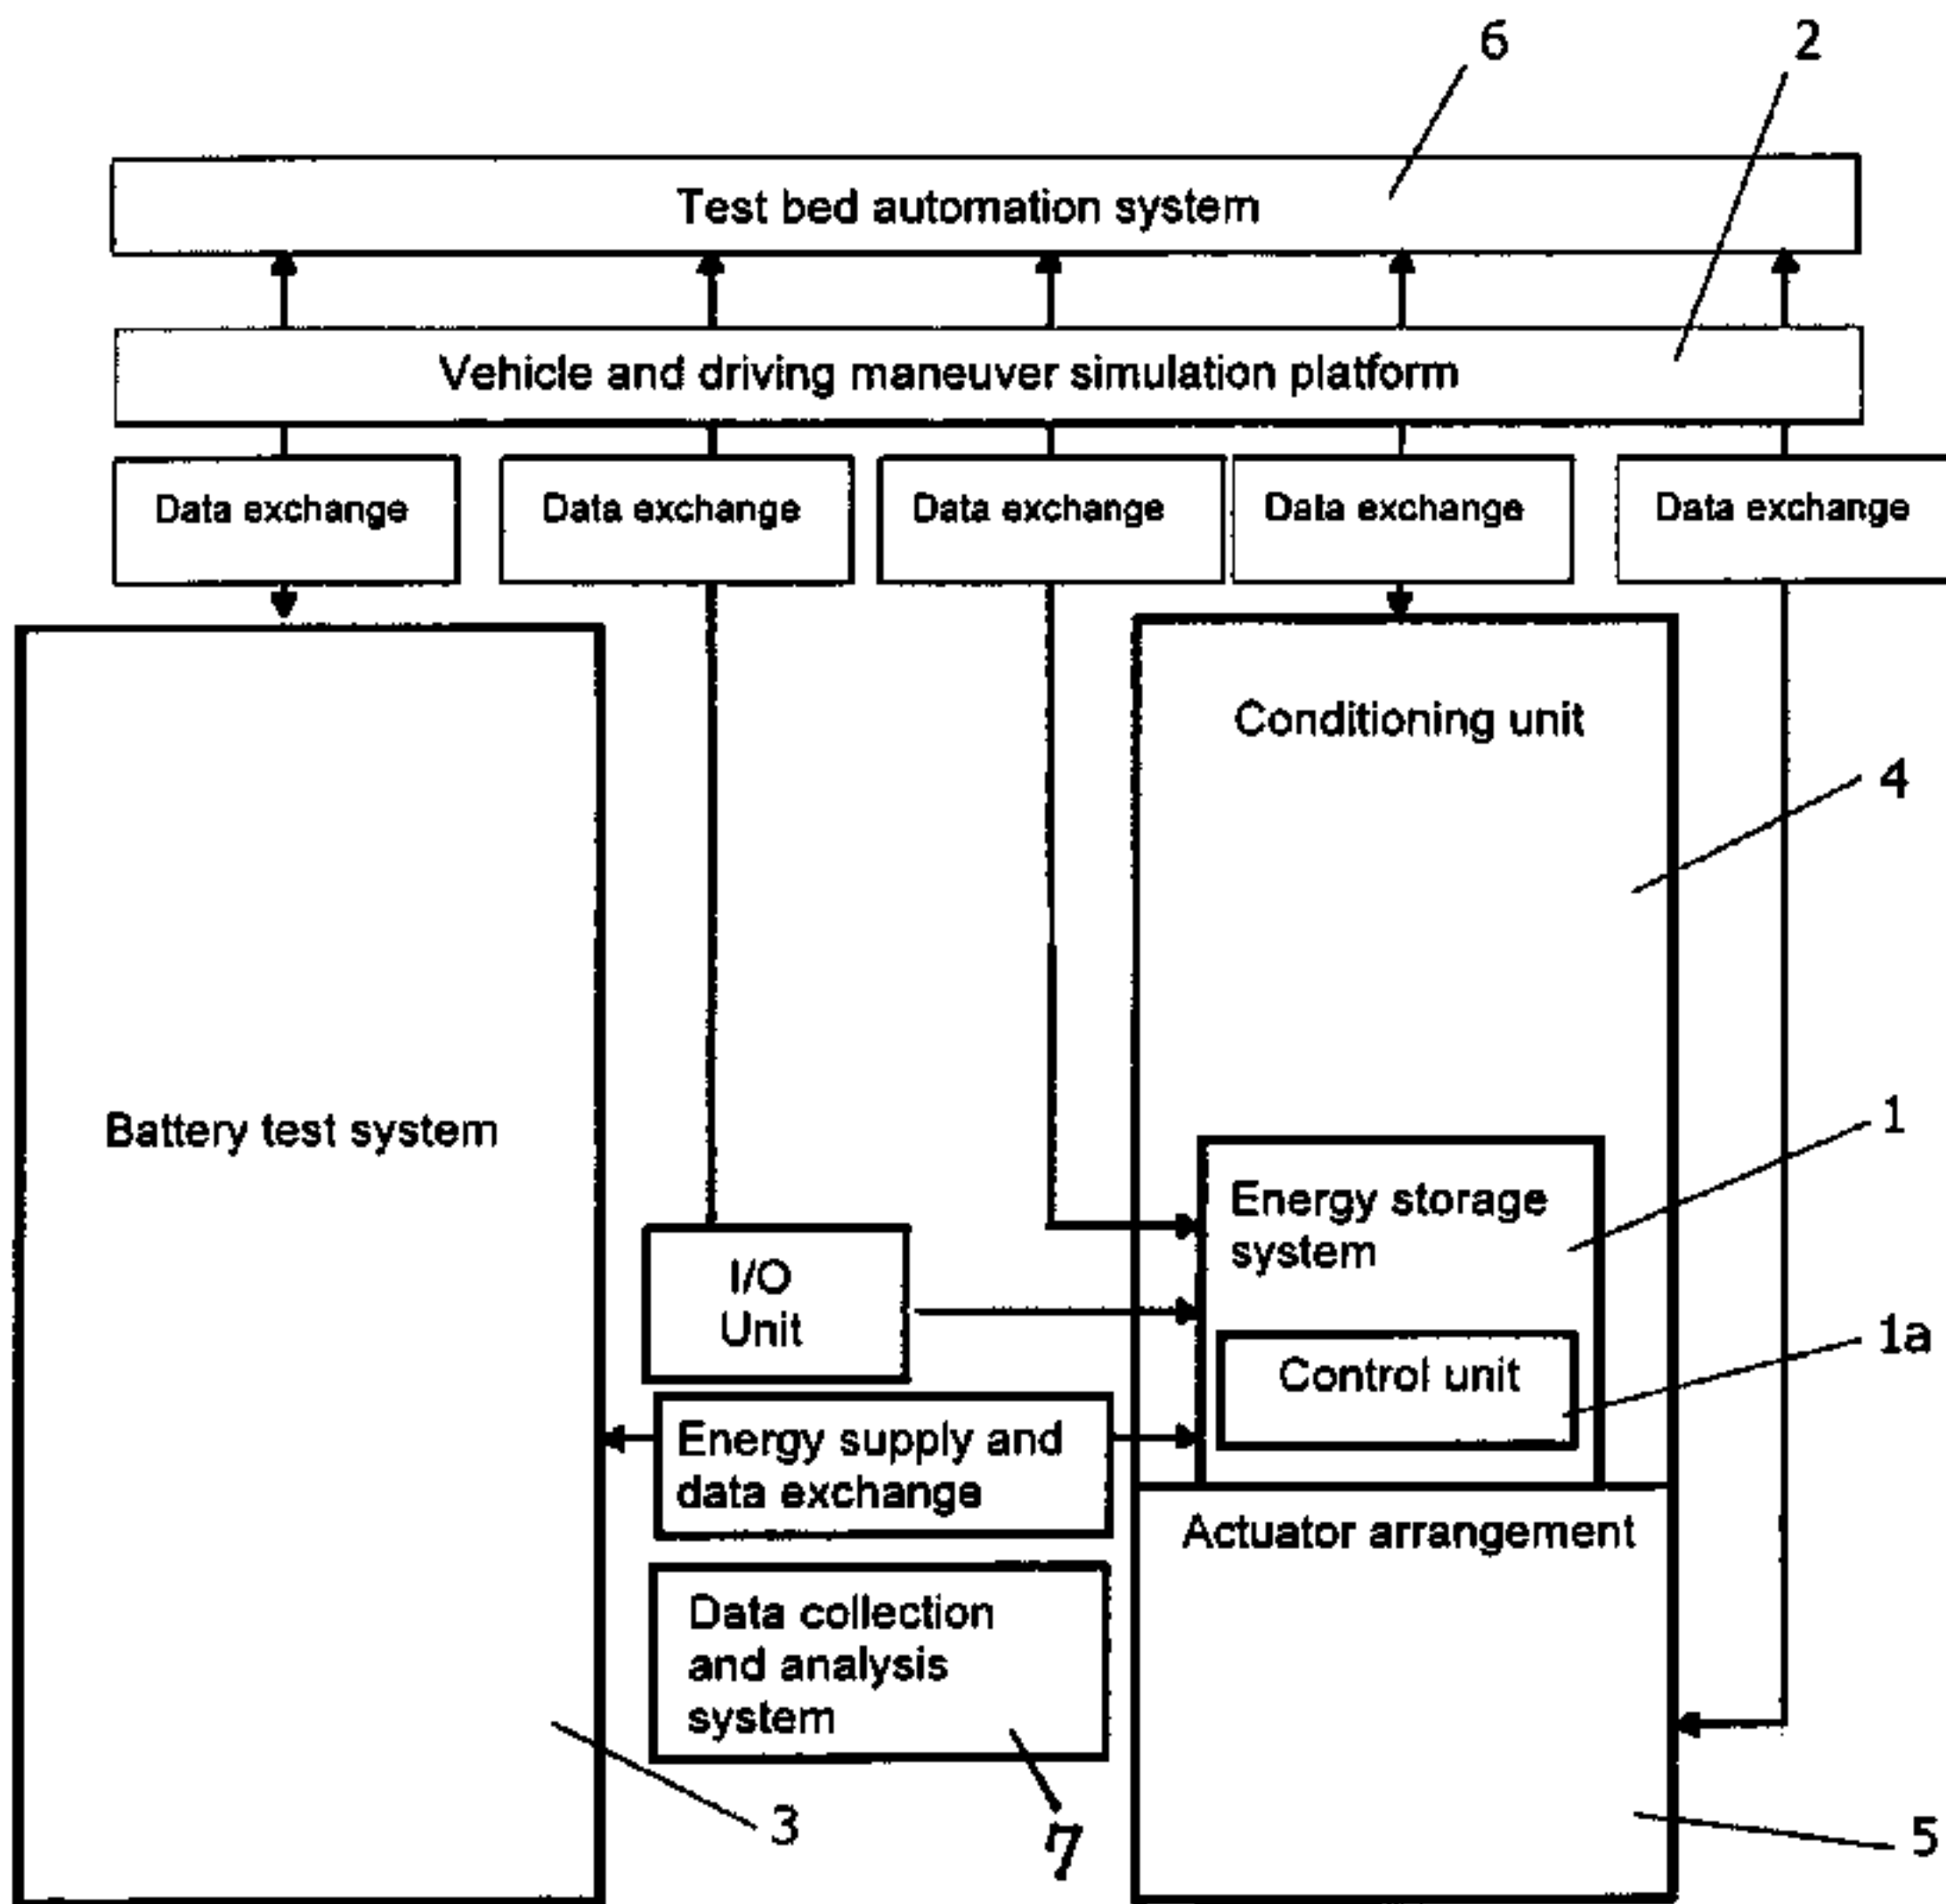 6
2
Test bed automation system
Vehicle and driving maneuver simulation platform
Data exchange
Data exchange
Data exchange
Data exchange
Data exchange
Conditioning unit
4
Battery test system
1
Energy storage
system
I/O
Unit
1a
Control unit
Energy supply and
data exchange
Actuator arrangement
Data collection
and analysis
system
3
7
5